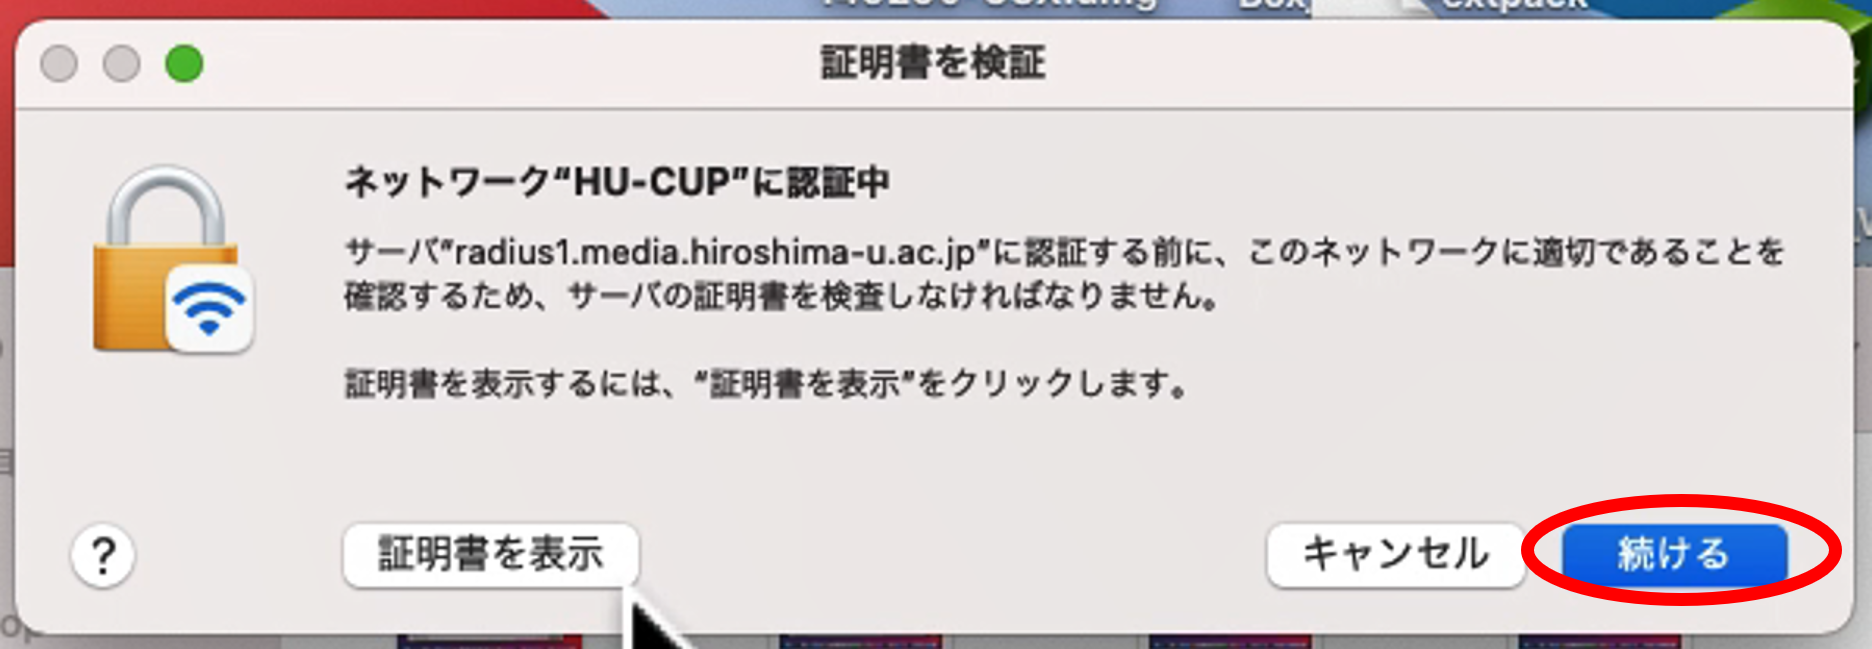 extpack
証明書を検証
ネットワーク“HU-CUP”に認証中
サーバ“radius1.media.hiroshima-u.ac.jp”に認証する前に、このネットワークに適切であることを
確認するため、サーバの証明書を検査しなければなりません。
証明書を表示するには、“証明書を表示”をクリックします。
?
証明書を表示
キャンセル
続ける